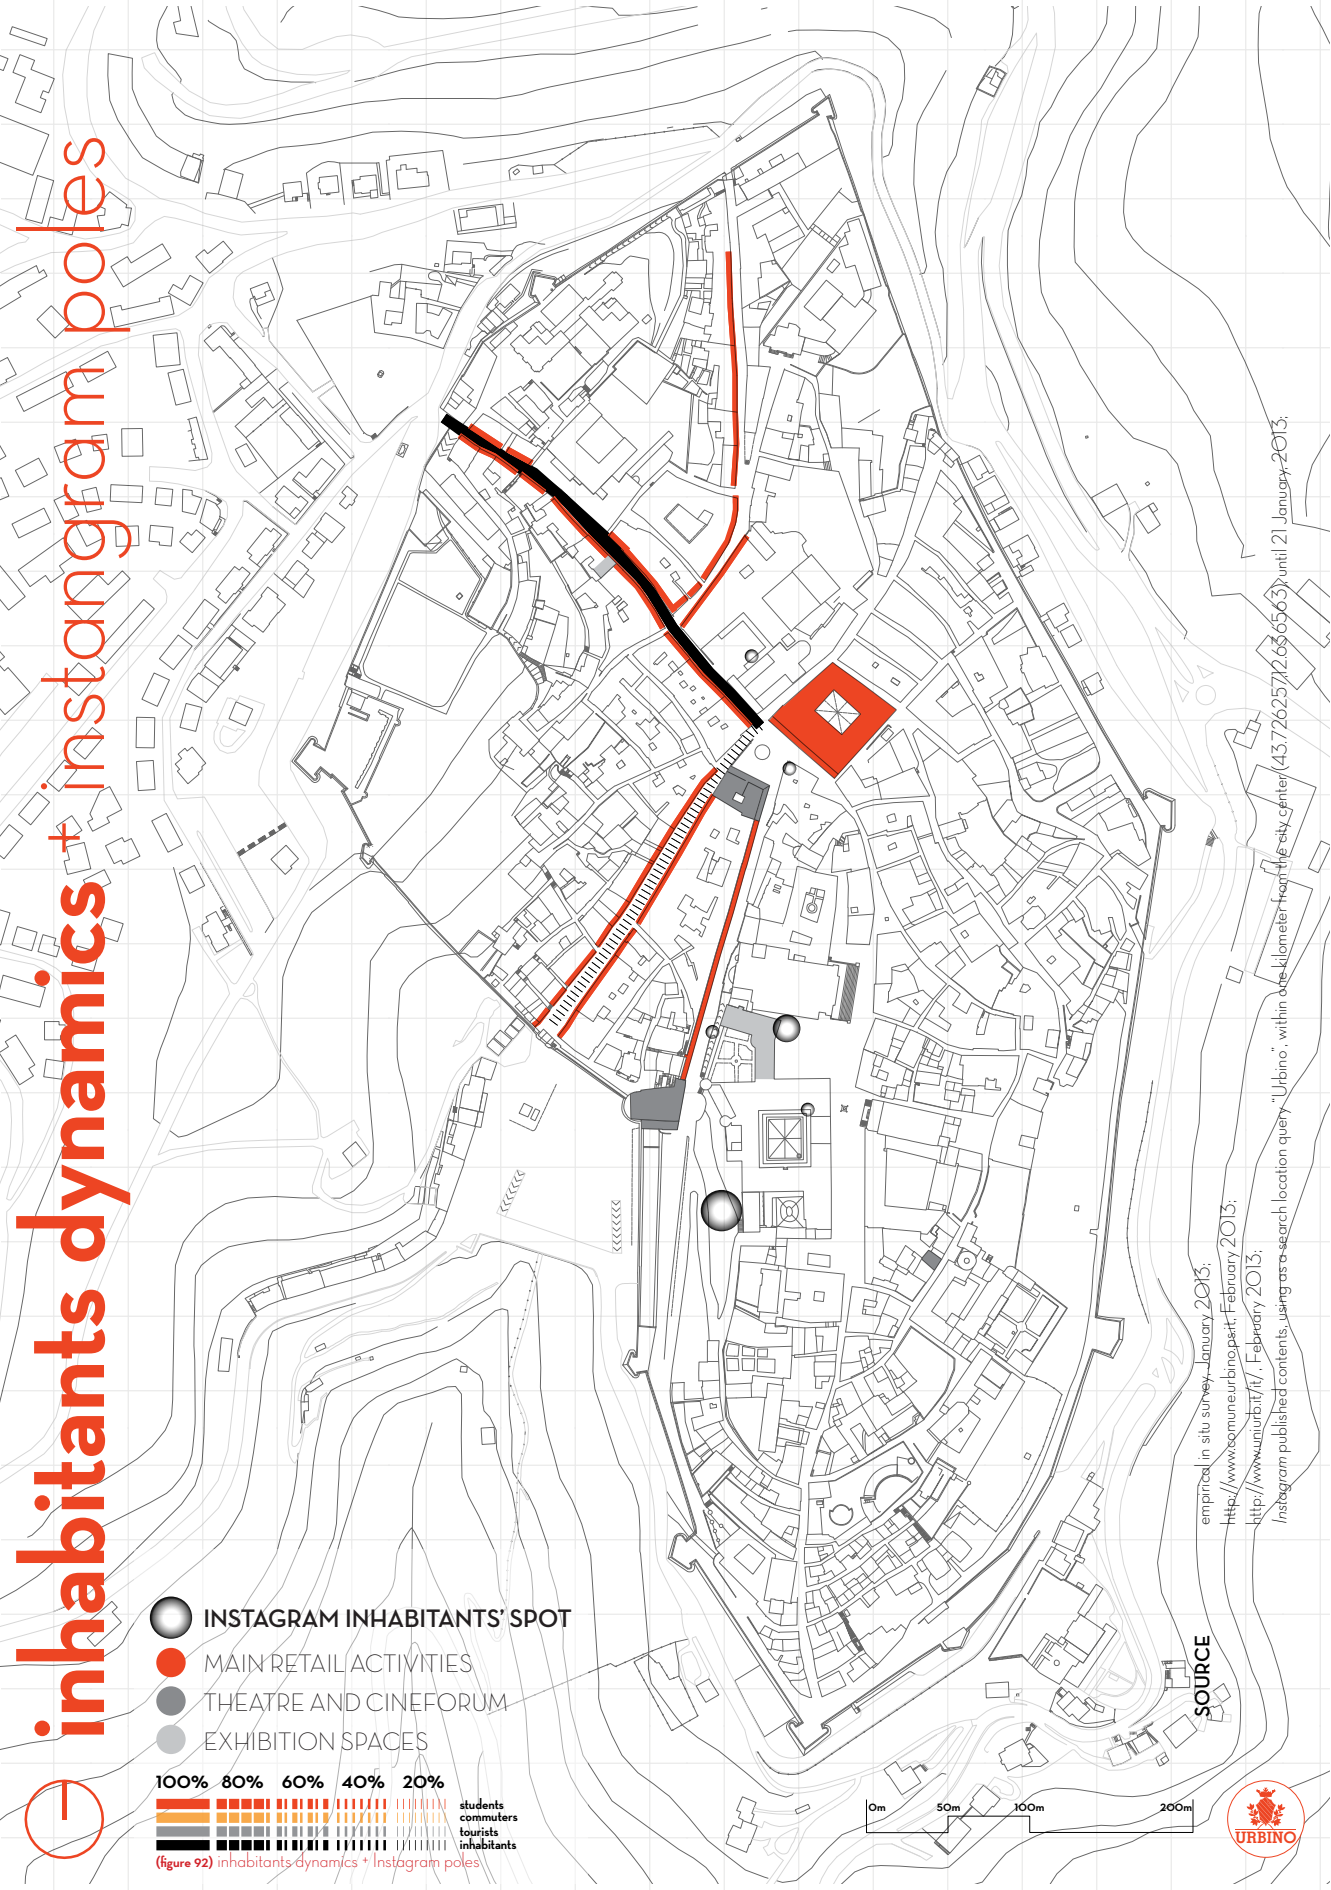 inhabitants dynamics + instangram poles
INSTAGRAM INHABITANTS' SPOT
MAIN RETAIL ACTIVITIES
THEATRE AND CINEFORUM
EXHIBITION SPACES
100% 80% 60% 40% 20%
students
commuters
tourists
inhabitants
(figure 92) inhabitants dynamics + Instagram poles
SOURCE
empirical in situ survey, January 2013;
http://www.comune.urbino.ps.it, February 2013;
http://www.uniurb.it/it/, February 2013;
Instagram published contents, using as a search location query "Urbino", within one kilometer from the city center (43.72622571,12.636563), until 21 January, 2013;
0m 50m 100m 200m
URBINO